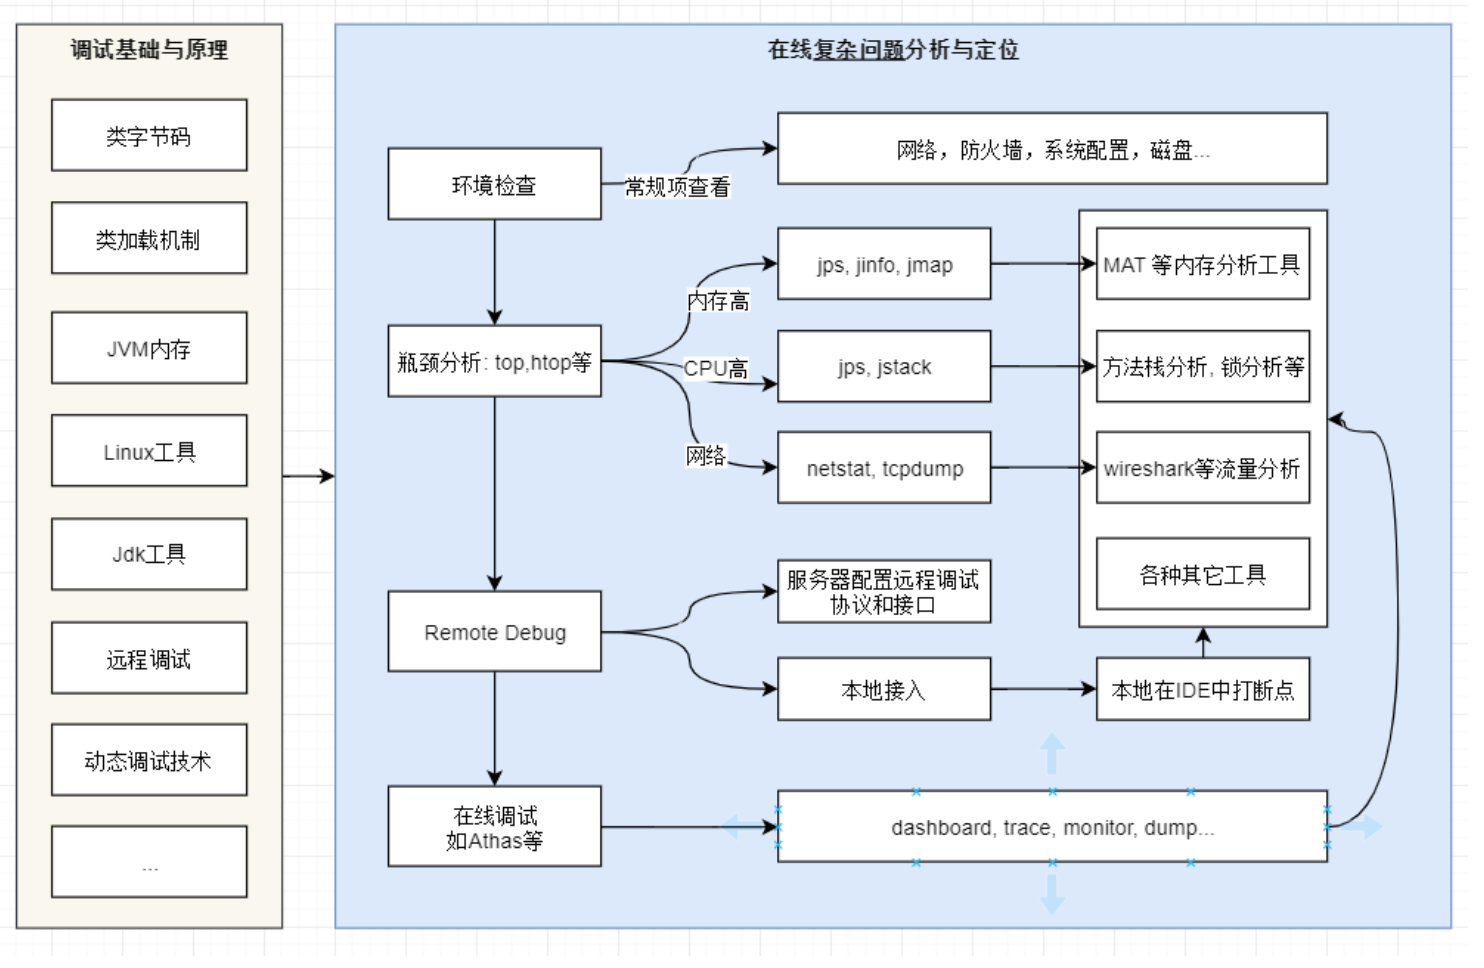 调试基础与原理
类字节码
类加载机制
JVM内存
Linux工具
Jdk工具
远程调试
动态调试技术
...
在线复杂问题分析与定位
环境检查
常规项查看
网络，防火墙，系统配置，磁盘...
瓶颈分析: top,htop等
内存高
jps, jinfo, jmap
MAT 等内存分析工具
CPU高
jps, jstack
方法栈分析, 锁分析等
网络
netstat, tcpdump
wireshark等流量分析
各种其它工具
Remote Debug
服务器配置远程调试
协议和接口
本地接入
本地在IDE中打断点
在线调试
如Athas等
dashboard, trace, monitor, dump...